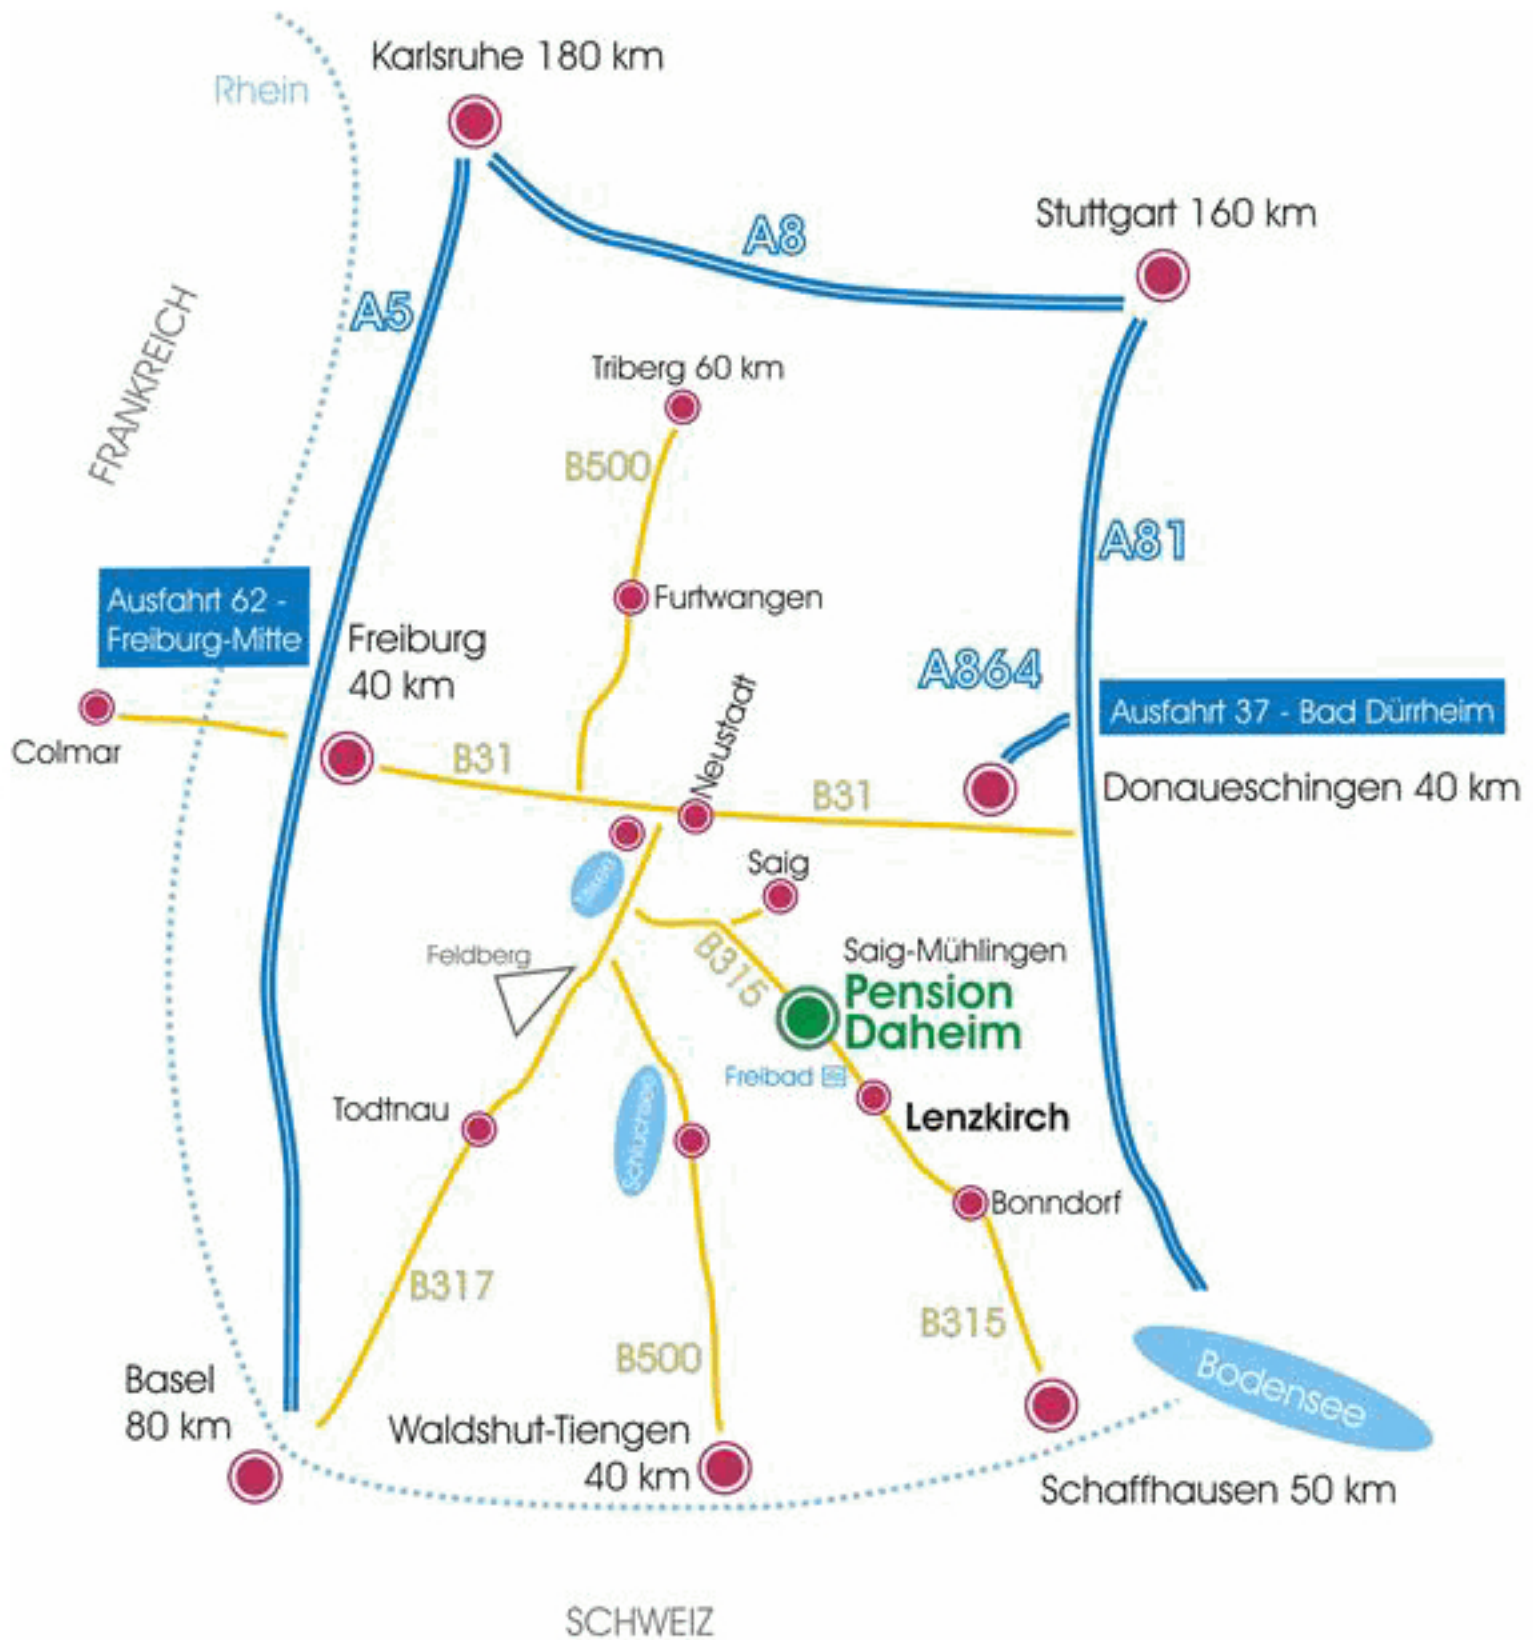 Karlsruhe 180 km
Rhein
Stuttgart 160 km
A8
A5
FRANKREICH
Triberg 60 km
B500
A81
Ausfahrt 62 -
Freiburg-Mitte
Furtwangen
Freiburg
40 km
A864
Neustadt
Ausfahrt 37 - Bad Dürrheim
Colmar
B31
B31
Donaueschingen 40 km
Saig
Feldberg
B315
Saig-Mühlingen
Pension
Daheim
Freibad
Todtnau
Schluchsee
Lenzkirch
Bonndorf
B317
B315
B500
Basel
80 km
Bodensee
Waldshut-Tiengen
40 km
Schaffhausen 50 km
SCHWEIZ